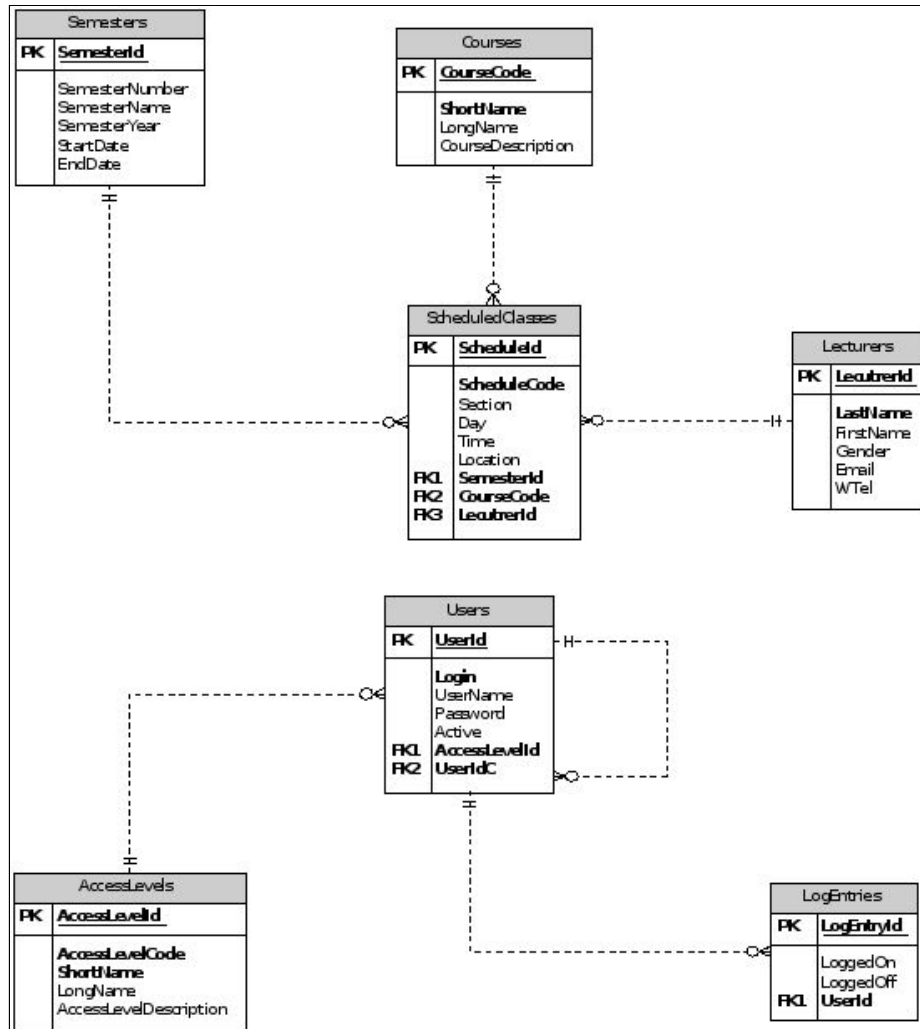 Semesters
PK SemesterId
SemesterNumber
SemesterName
SemesterYear
StartDate
EndDate
Courses
PK CourseCode
ShortName
LongName
CourseDescription
ScheduledClasses
PK ScheduleId
ScheduleCode
Section
Day
Time
Location
FK1 SemesterId
FK2 CourseCode
FK3 LecutrerId
Lecturers
PK LecutrerId
LastName
FirstName
Gender
Email
WTel
Users
PK UserId
Login
UserName
Password
Active
FK1 AccessLevelId
FK2 UserIdC
AccessLevels
PK AccessLevelId
AccessLevelCode
ShortName
LongName
AccessLevelDescription
LogEntries
PK LogEntryId
LoggedOn
LoggedOff
FK1 UserId